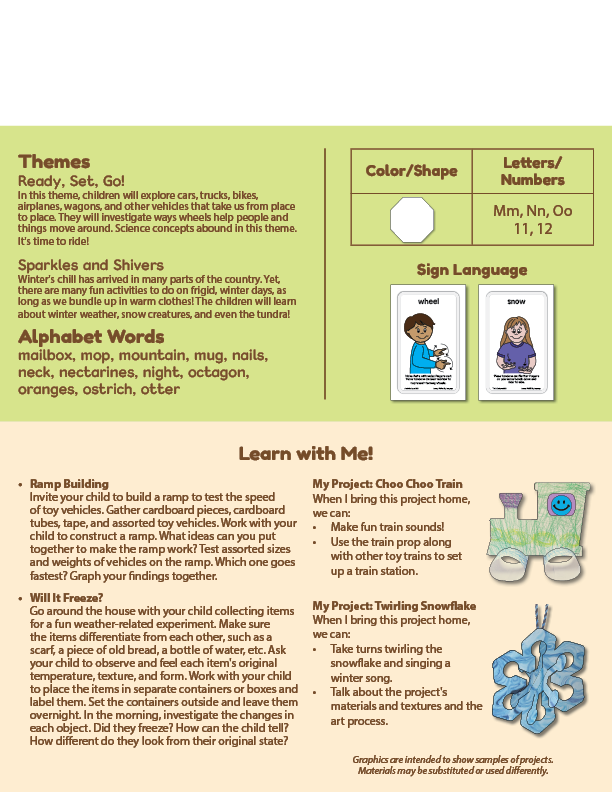 Themes
Ready, Set, Go!
In this theme, children will explore cars, trucks, bikes,
airplanes, wagons, and other vehicles that take us from place
to place. They will investigate ways wheels help people and
things move around. Science concepts abound in this theme.
It's time to ride!
Sparkles and Shivers
Winter's chill has arrived in many parts of the country. Yet,
there are many fun activities to do on frigid, winter days, as
long as we bundle up in warm clothes! The children will learn
about winter weather, snow creatures, and even the tundra!
Alphabet Words
mailbox, mop, mountain, mug, nails,
neck, nectarines, night, octagon,
oranges, ostrich, otter
Color/Shape
Letters/
Numbers
Mm, Nn, Oo
11, 12
Sign Language
wheel
snow
Learn with Me!
• Ramp Building
Invite your child to build a ramp to test the speed
of toy vehicles. Gather cardboard pieces, cardboard
tubes, tape, and assorted toy vehicles. Work with your
child to construct a ramp. What ideas can you put
together to make the ramp work? Test assorted sizes
and weights of vehicles on the ramp. Which one goes
fastest? Graph your findings together.
• Will It Freeze?
Go around the house with your child collecting items
for a fun weather-related experiment. Make sure
the items differentiate from each other, such as a
scarf, a piece of old bread, a bottle of water, etc. Ask
your child to observe and feel each item's original
temperature, texture, and form. Work with your child
to place the items in separate containers or boxes and
label them. Set the containers outside and leave them
overnight. In the morning, investigate the changes in
each object. Did they freeze? How can the child tell?
How different do they look from their original state?
My Project: Choo Choo Train
When I bring this project home,
we can:
• Make fun train sounds!
• Use the train prop along
with other toy trains to set
up a train station.
My Project: Twirling Snowflake
When I bring this project home,
we can:
• Take turns twirling the
snowflake and singing a
winter song.
• Talk about the project's
materials and textures and the
art process.
Graphics are intended to show samples of projects.
Materials may be substituted or used differently.